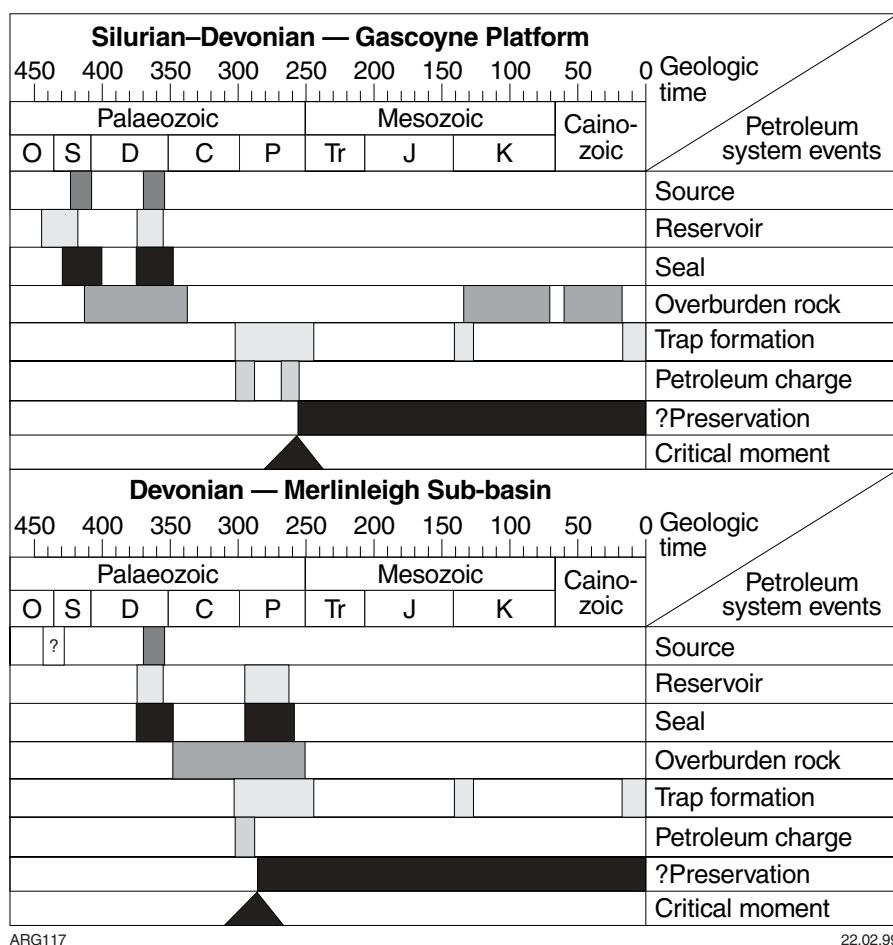 Silurian–Devonian — Gascoyne Platform
450 400 350 300 250 200 150 100 50 0 Geologic
time
Palaeozoic Mesozoic Caino-
zoic
Petroleum
system events
O S D C P Tr J K
Source
Reservoir
Seal
Overburden rock
Trap formation
Petroleum charge
?Preservation
Critical moment
Devonian — Merlinleigh Sub-basin
450 400 350 300 250 200 150 100 50 0 Geologic
time
Palaeozoic Mesozoic Caino-
zoic
Petroleum
system events
O S D C P Tr J K
? Source
Reservoir
Seal
Overburden rock
Trap formation
Petroleum charge
?Preservation
Critical moment
ARG117 22.02.99